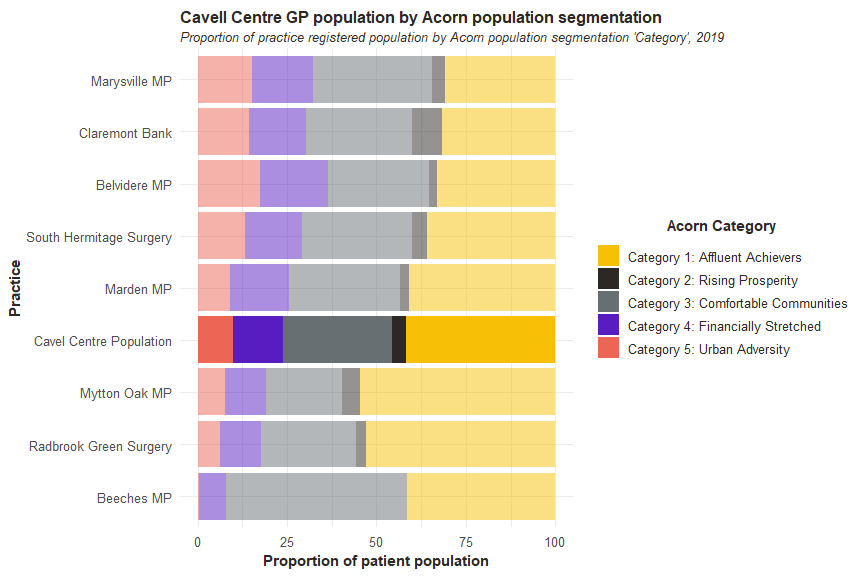 Cavell Centre GP population by Acorn population segmentation
Proportion of practice registered population by Acorn population segmentation 'Category', 2019
Practice
Marysville MP
Claremont Bank
Belvidere MP
South Hermitage Surgery
Marden MP
Cavel Centre Population
Mytton Oak MP
Radbrook Green Surgery
Beeches MP
0 25 50 75 100
Proportion of patient population
Acorn Category
Category 1: Affluent Achievers
Category 2: Rising Prosperity
Category 3: Comfortable Communities
Category 4: Financially Stretched
Category 5: Urban Adversity